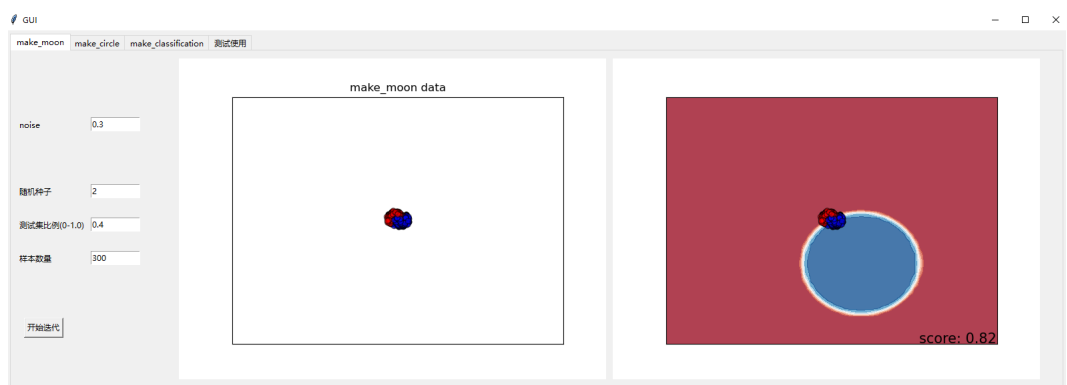 GUI
make_moon make_circle make_classification 测试使用
make_moon data
noise 0.3
随机种子 2
测试集比例(0-1.0) 0.4
样本数量 300
开始迭代
score: 0.82